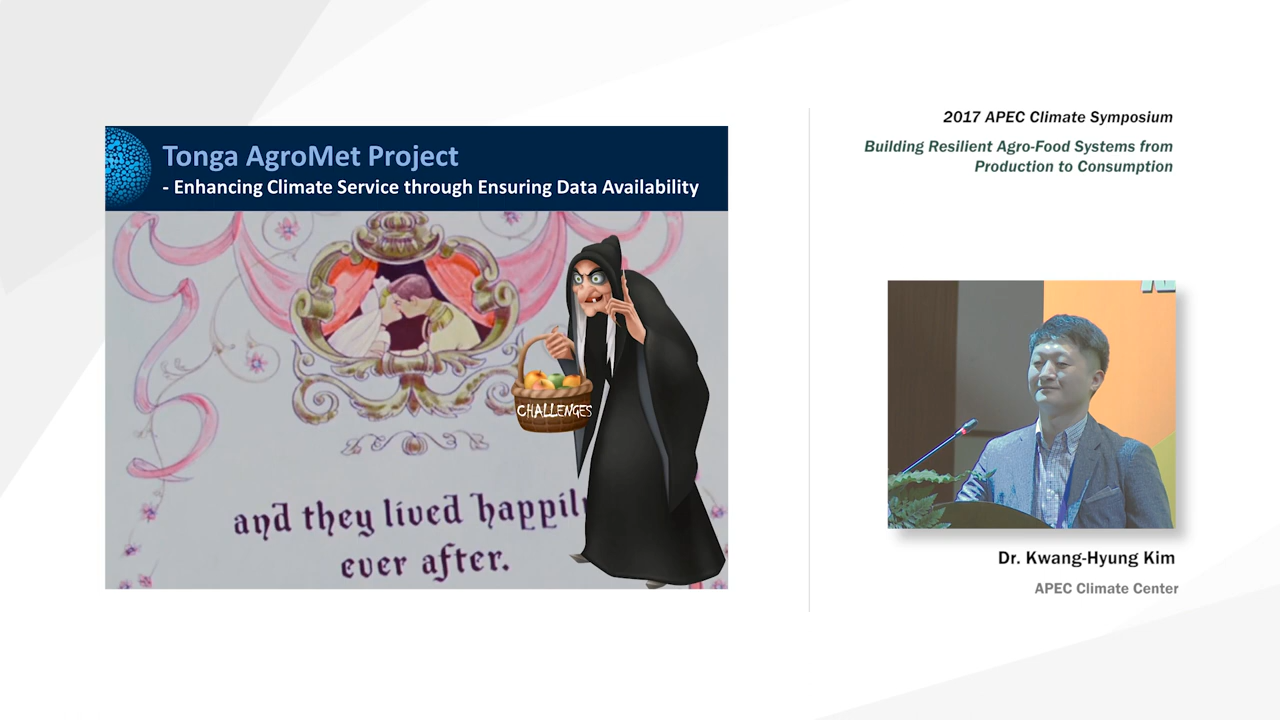 Tonga AgroMet Project
- Enhancing Climate Service through Ensuring Data Availability
CHALLENGES
and they lived happily
ever after.
2017 APEC Climate Symposium
Building Resilient Agro-Food Systems from
Production to Consumption
Dr. Kwang-Hyung Kim
APEC Climate Center